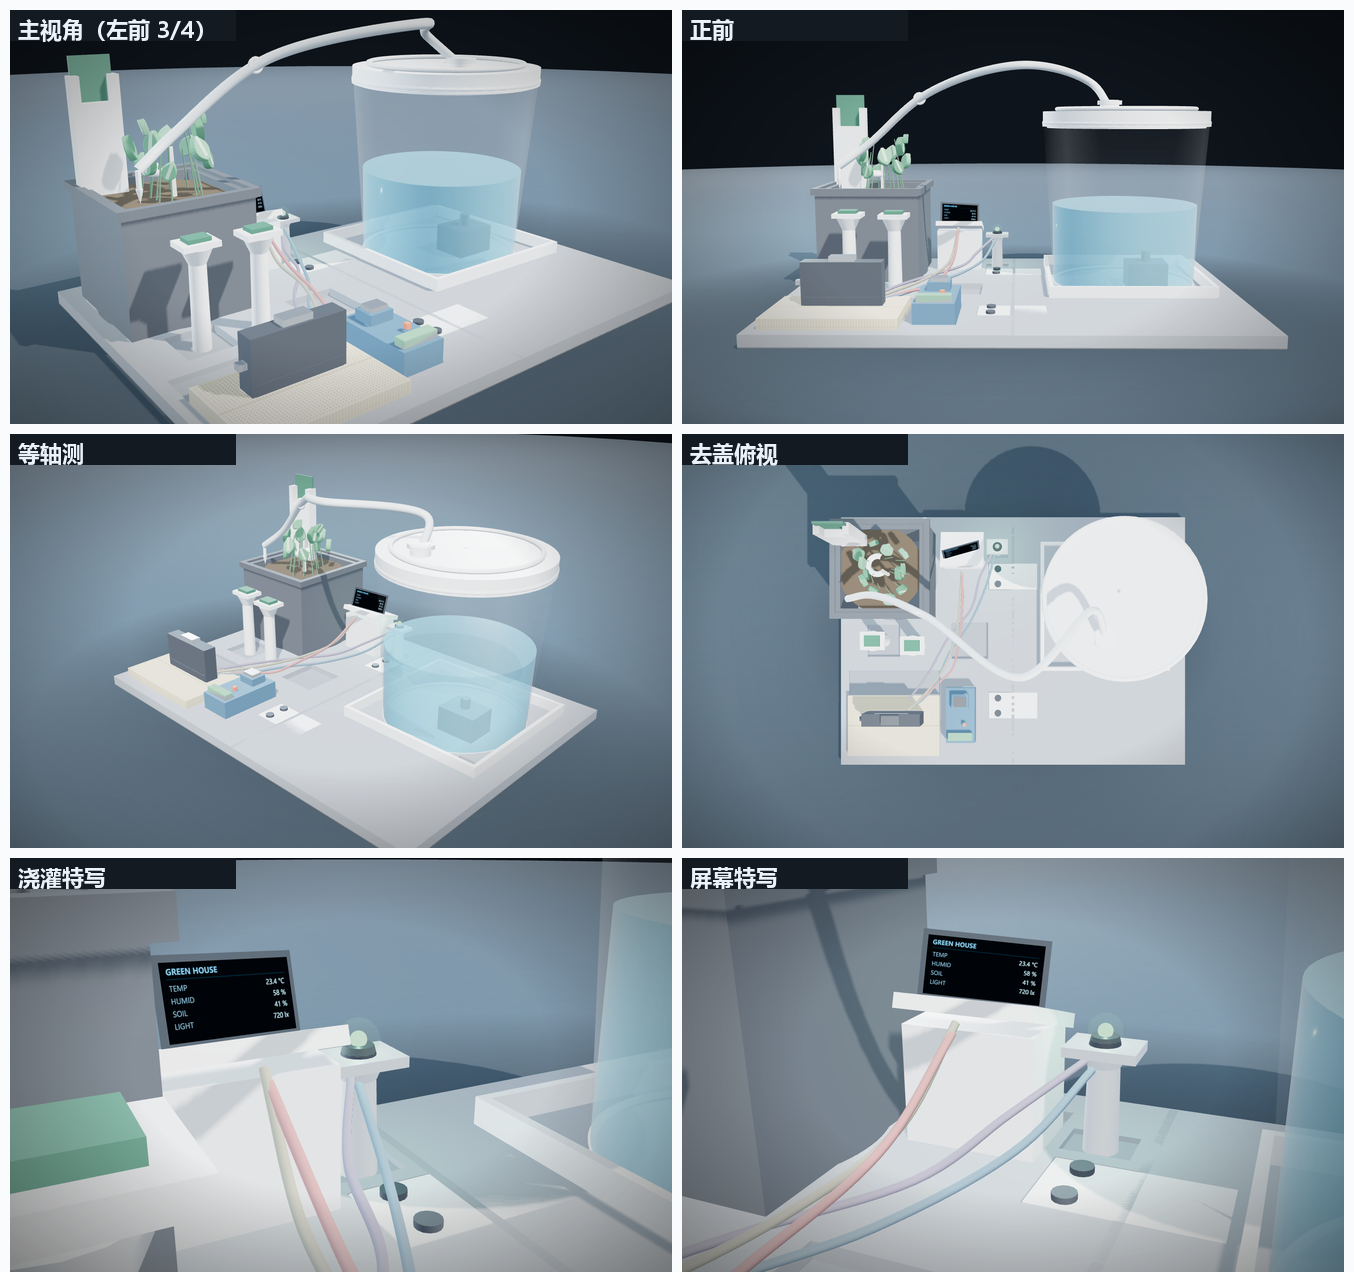 主视角（左前 3/4）
正前
等轴测
去盖俯视
浇灌特写
GREEN HOUSE
TEMP 23.4 °C
HUMID 58 %
SOIL 41 %
LIGHT 720 lx
屏幕特写
GREEN HOUSE
TEMP 23.4 °C
HUMID 58 %
SOIL 41 %
LIGHT 720 lx